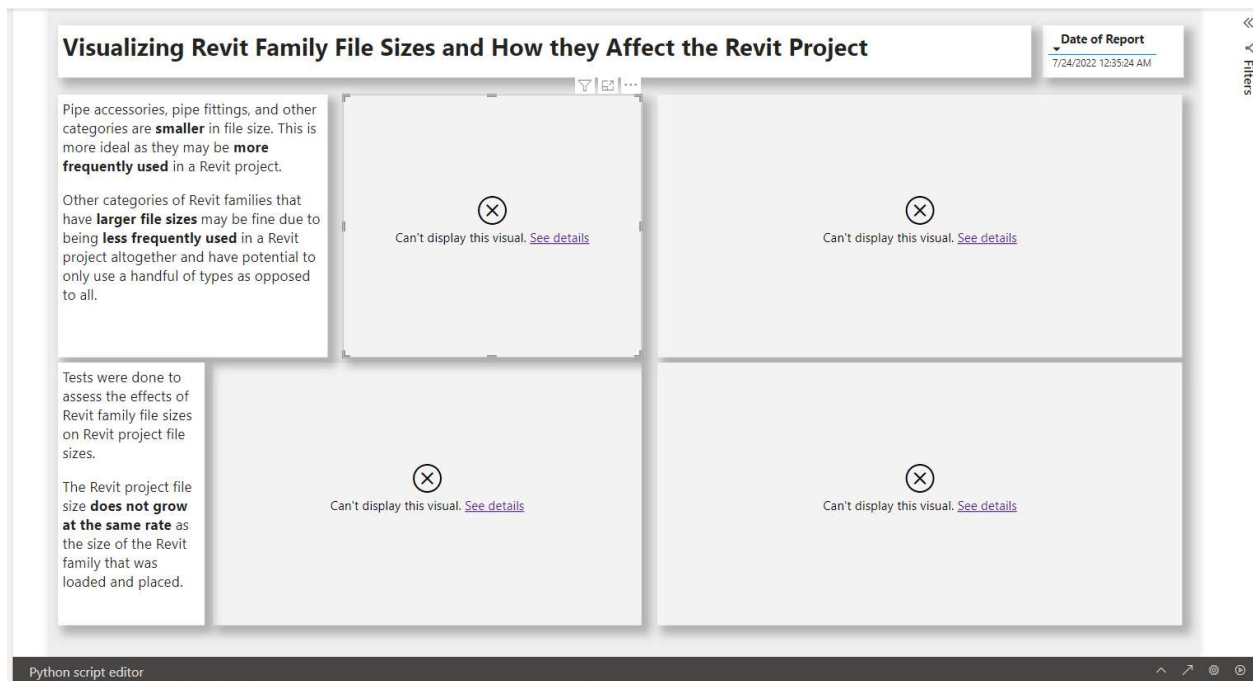 Visualizing Revit Family File Sizes and How they Affect the Revit Project
Date of Report
7/24/2022 12:35:24 AM
Filters
Pipe accessories, pipe fittings, and other
categories are smaller in file size. This is
more ideal as they may be more
frequently used in a Revit project.
Other categories of Revit families that
have larger file sizes may be fine due to
being less frequently used in a Revit
project altogether and have potential to
only use a handful of types as opposed
to all.
Can't display this visual. See details
Can't display this visual. See details
Tests were done to
assess the effects of
Revit family file sizes
on Revit project file
sizes.
The Revit project file
size does not grow
at the same rate as
the size of the Revit
family that was
loaded and placed.
Can't display this visual. See details
Can't display this visual. See details
Python script editor